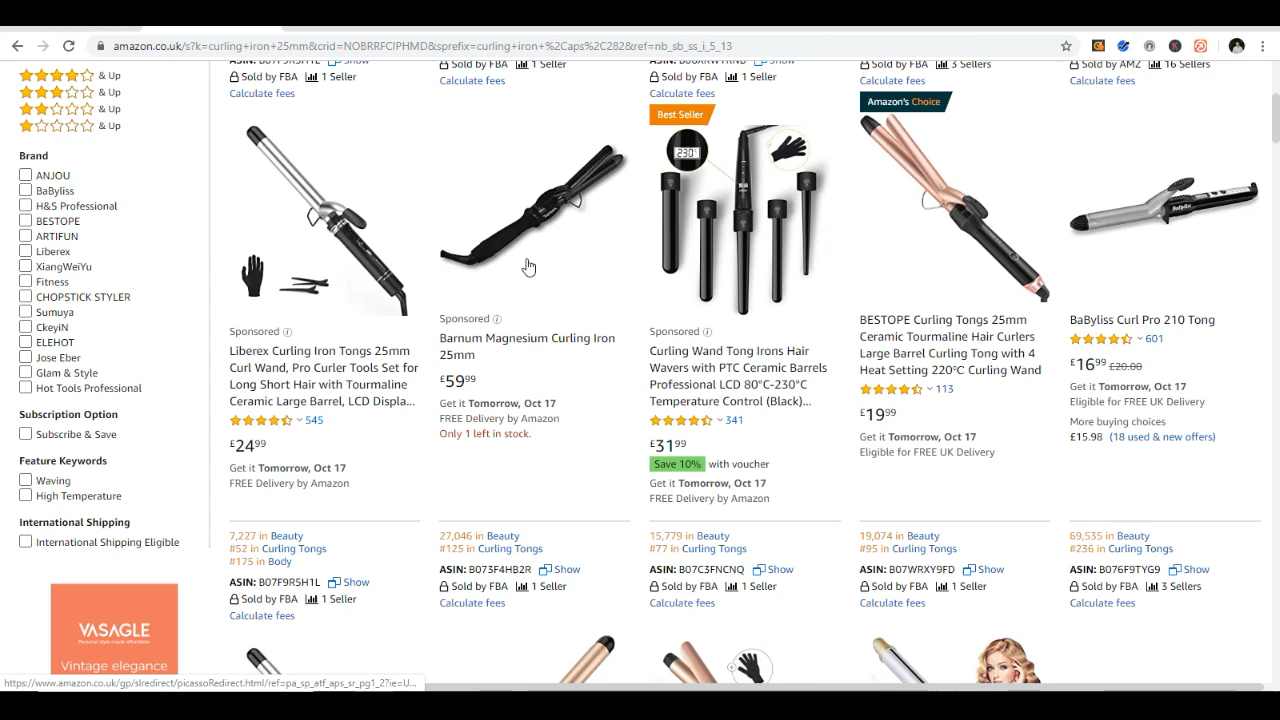 amazon.co.uk/s?k=curling+iron+25mm&crid=NOBRRFCIPHMD&sprefix=curling+iron+%2Caps%2C282&ref=nb_sb_ss_i_5_13
& Up
& Up
& Up
& Up
Brand
ANJOU
BaByliss
H&S Professional
BESTOPE
ARTIFUN
Liberex
XiangWeiYu
Fitness
CHOPSTICK STYLER
Sumuya
CkeyiN
ELEHOT
Jose Eber
Glam & Style
Hot Tools Professional
Subscription Option
Subscribe & Save
Feature Keywords
Waving
High Temperature
International Shipping
International Shipping Eligible
VASAGLE
Vintage elegance
Show
Sold by FBA 1 Seller
Calculate fees
Sponsored
Liberex Curling Iron Tongs 25mm
Curl Wand, Pro Curler Tools Set for
Long Short Hair with Tourmaline
Ceramic Large Barrel, LCD Displa...
545
£24.99
Get it Tomorrow, Oct 17
FREE Delivery by Amazon
7,227 in Beauty
#52 in Curling Tongs
#175 in Body
ASIN: B07F9R5H1L Show
Sold by FBA 1 Seller
Calculate fees
Sold by FBA 1 Seller
Calculate fees
Sponsored
Barnum Magnesium Curling Iron
25mm
£59.99
Get it Tomorrow, Oct 17
FREE Delivery by Amazon
Only 1 left in stock.
27,046 in Beauty
#125 in Curling Tongs
ASIN: B073F4HB2R Show
Sold by FBA 1 Seller
Calculate fees
Show
Sold by FBA 1 Seller
Calculate fees
Best Seller
230
Sponsored
Curling Wand Tong Irons Hair
Wavers with PTC Ceramic Barrels
Professional LCD 80°C-230°C
Temperature Control (Black)...
341
£31.99
Save 10% with voucher
Get it Tomorrow, Oct 17
FREE Delivery by Amazon
15,779 in Beauty
#77 in Curling Tongs
ASIN: B07C3FNCNQ Show
Sold by FBA 1 Seller
Calculate fees
Sold by FBA 3 Sellers
Calculate fees
Amazon's Choice
BESTOPE Curling Tongs 25mm
Ceramic Tourmaline Hair Curlers
Large Barrel Curling Tong with 4
Heat Setting 220℃ Curling Wand
113
£19.99
Get it Tomorrow, Oct 17
Eligible for FREE UK Delivery
19,074 in Beauty
#95 in Curling Tongs
ASIN: B07WRXY9FD Show
Sold by FBA 1 Seller
Calculate fees
Sold by AMZ 16 Sellers
Calculate fees
BaByliss
BaByliss Curl Pro 210 Tong
601
£16.99 £20.00
Get it Tomorrow, Oct 17
Eligible for FREE UK Delivery
More buying choices
£15.98 (18 used & new offers)
69,535 in Beauty
#236 in Curling Tongs
ASIN: B076F9TYG9 Show
Sold by FBA 3 Sellers
Calculate fees
https://www.amazon.co.uk/gp/slredirect/picassoRedirect.html/ref=pa_sp_atf_aps_sr_pg1_2?ie=U...